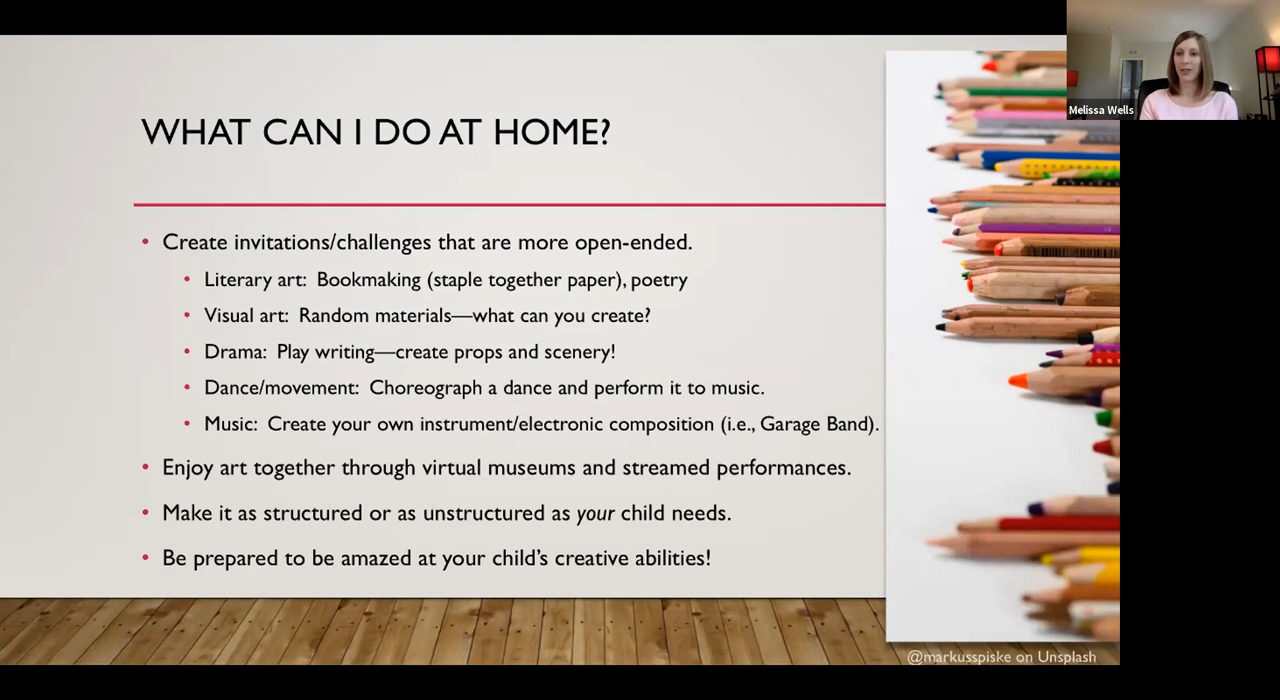 Melissa Wells
WHAT CAN I DO AT HOME?
• Create invitations/challenges that are more open-ended.
• Literary art: Bookmaking (staple together paper), poetry
• Visual art: Random materials—what can you create?
• Drama: Play writing—create props and scenery!
• Dance/movement: Choreograph a dance and perform it to music.
• Music: Create your own instrument/electronic composition (i.e., Garage Band).
• Enjoy art together through virtual museums and streamed performances.
• Make it as structured or as unstructured as your child needs.
• Be prepared to be amazed at your child’s creative abilities!
@markusspiske on Unsplash